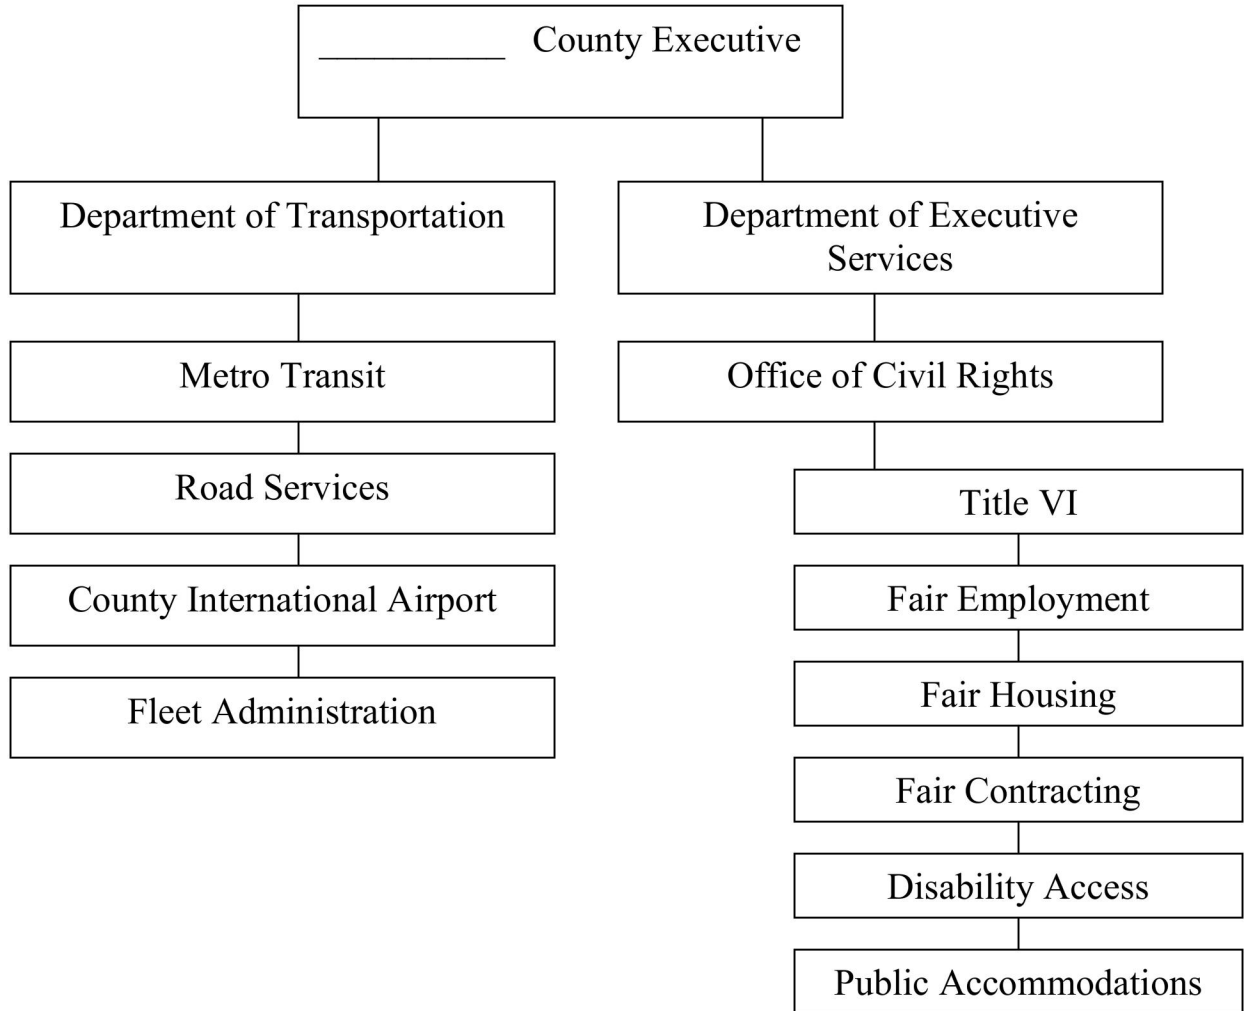 __________ County Executive
Department of Transportation
Department of Executive
Services
Metro Transit
Office of Civil Rights
Road Services
Title VI
County International Airport
Fair Employment
Fleet Administration
Fair Housing
Fair Contracting
Disability Access
Public Accommodations